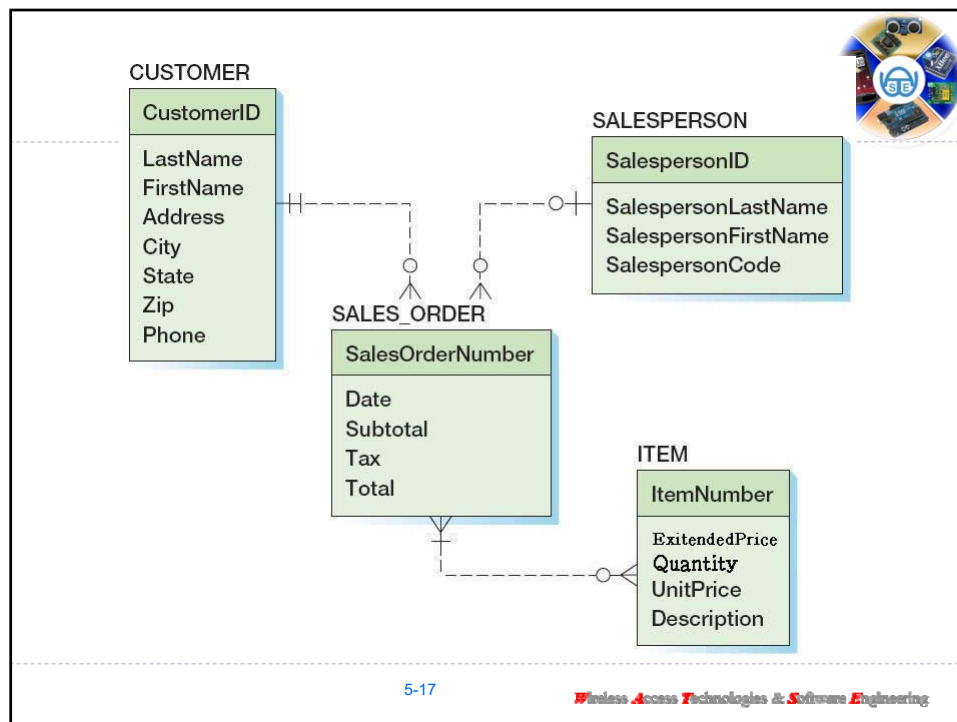 CUSTOMER
CustomerID
LastName
FirstName
Address
City
State
Zip
Phone
SALESPERSON
SalespersonID
SalespersonLastName
SalespersonFirstName
SalespersonCode
SALES_ORDER
SalesOrderNumber
Date
Subtotal
Tax
Total
ITEM
ItemNumber
ExitendedPrice
Quantity
UnitPrice
Description
5-17
Wireless Access Technologies & Software Engineering